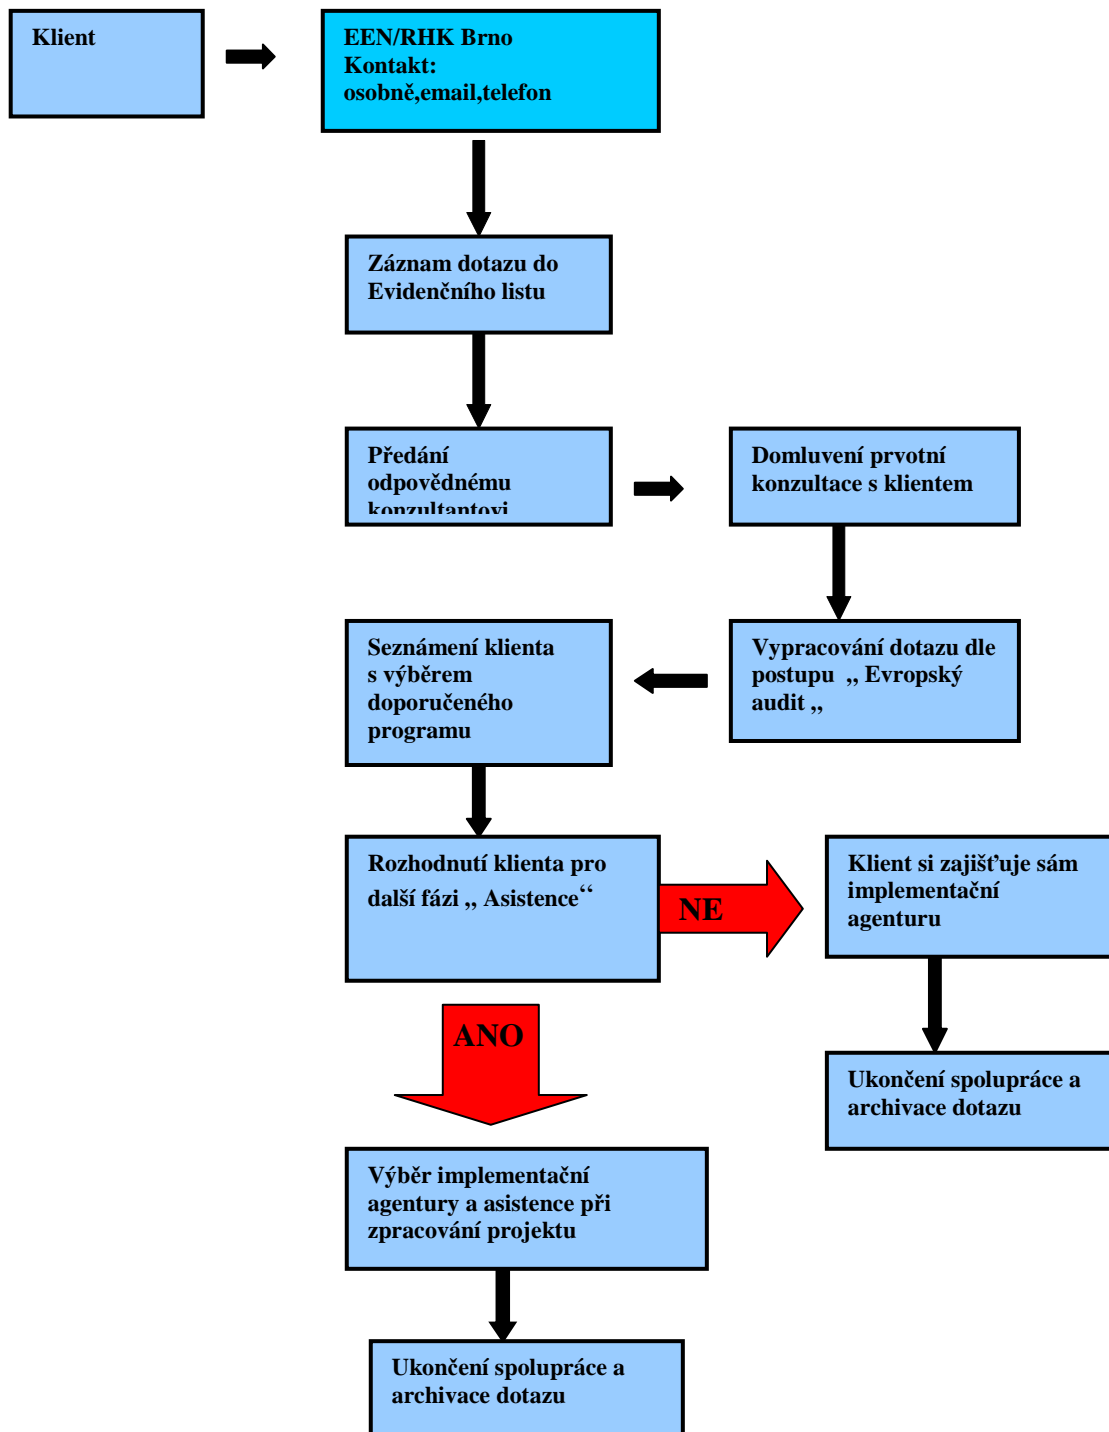 Klient
EEN/RHK Brno
Kontakt:
osobně,email,telefon
Záznam dotazu do
Evidenčního listu
Předání
odpovědnému
konzultantovi
Domluvení prvotní
konzultace s klientem
Vypracování dotazu dle
postupu „ Evropský
audit „
Seznámení klienta
s výběrem
doporučeného
programu
Rozhodnutí klienta pro
další fázi „ Asistence“
NE
Klient si zajišťuje sám
implementační
agenturu
Ukončení spolupráce a
archivace dotazu
ANO
Výběr implementační
agentury a asistence při
zpracování projektu
Ukončení spolupráce a
archivace dotazu